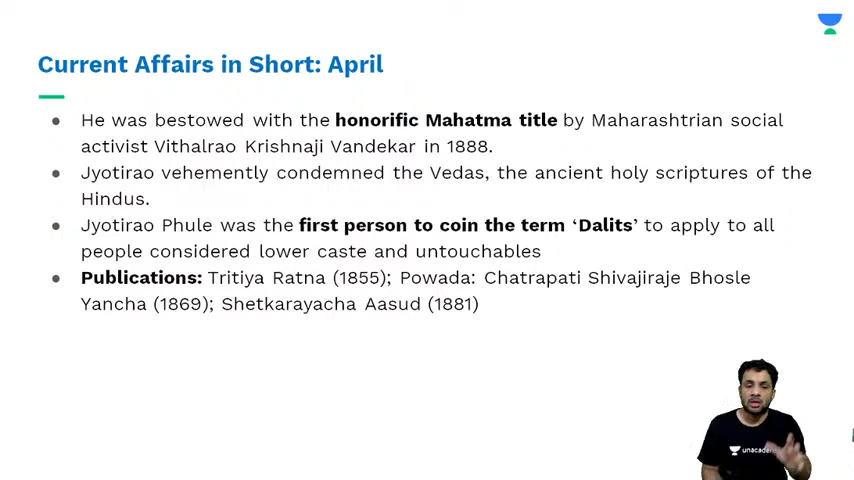 Current Affairs in Short: April
He was bestowed with the honorific Mahatma title by Maharashtrian social
activist Vithalrao Krishnaji Vandekar in 1888.
Jyotirao vehemently condemned the Vedas, the ancient holy scriptures of the
Hindus.
Jyotirao Phule was the first person to coin the term ‘Dalits’ to apply to all
people considered lower caste and untouchables
Publications: Tritiya Ratna (1855); Powada: Chatrapati Shivajiraje Bhosle
Yancha (1869); Shetkarayacha Aasud (1881)